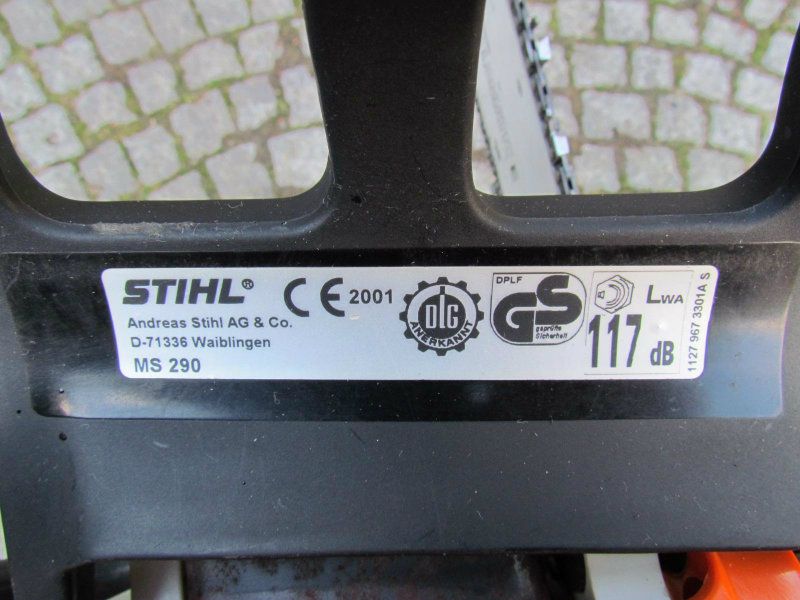 STIHL®
Andreas Stihl AG & Co.
D-71336 Waiblingen
MS 290
CE 2001
DLG
ANERKANNT
DPLF
GS
geprüfte
Sicherheit
LWA
117 dB
1127 967 3301A S